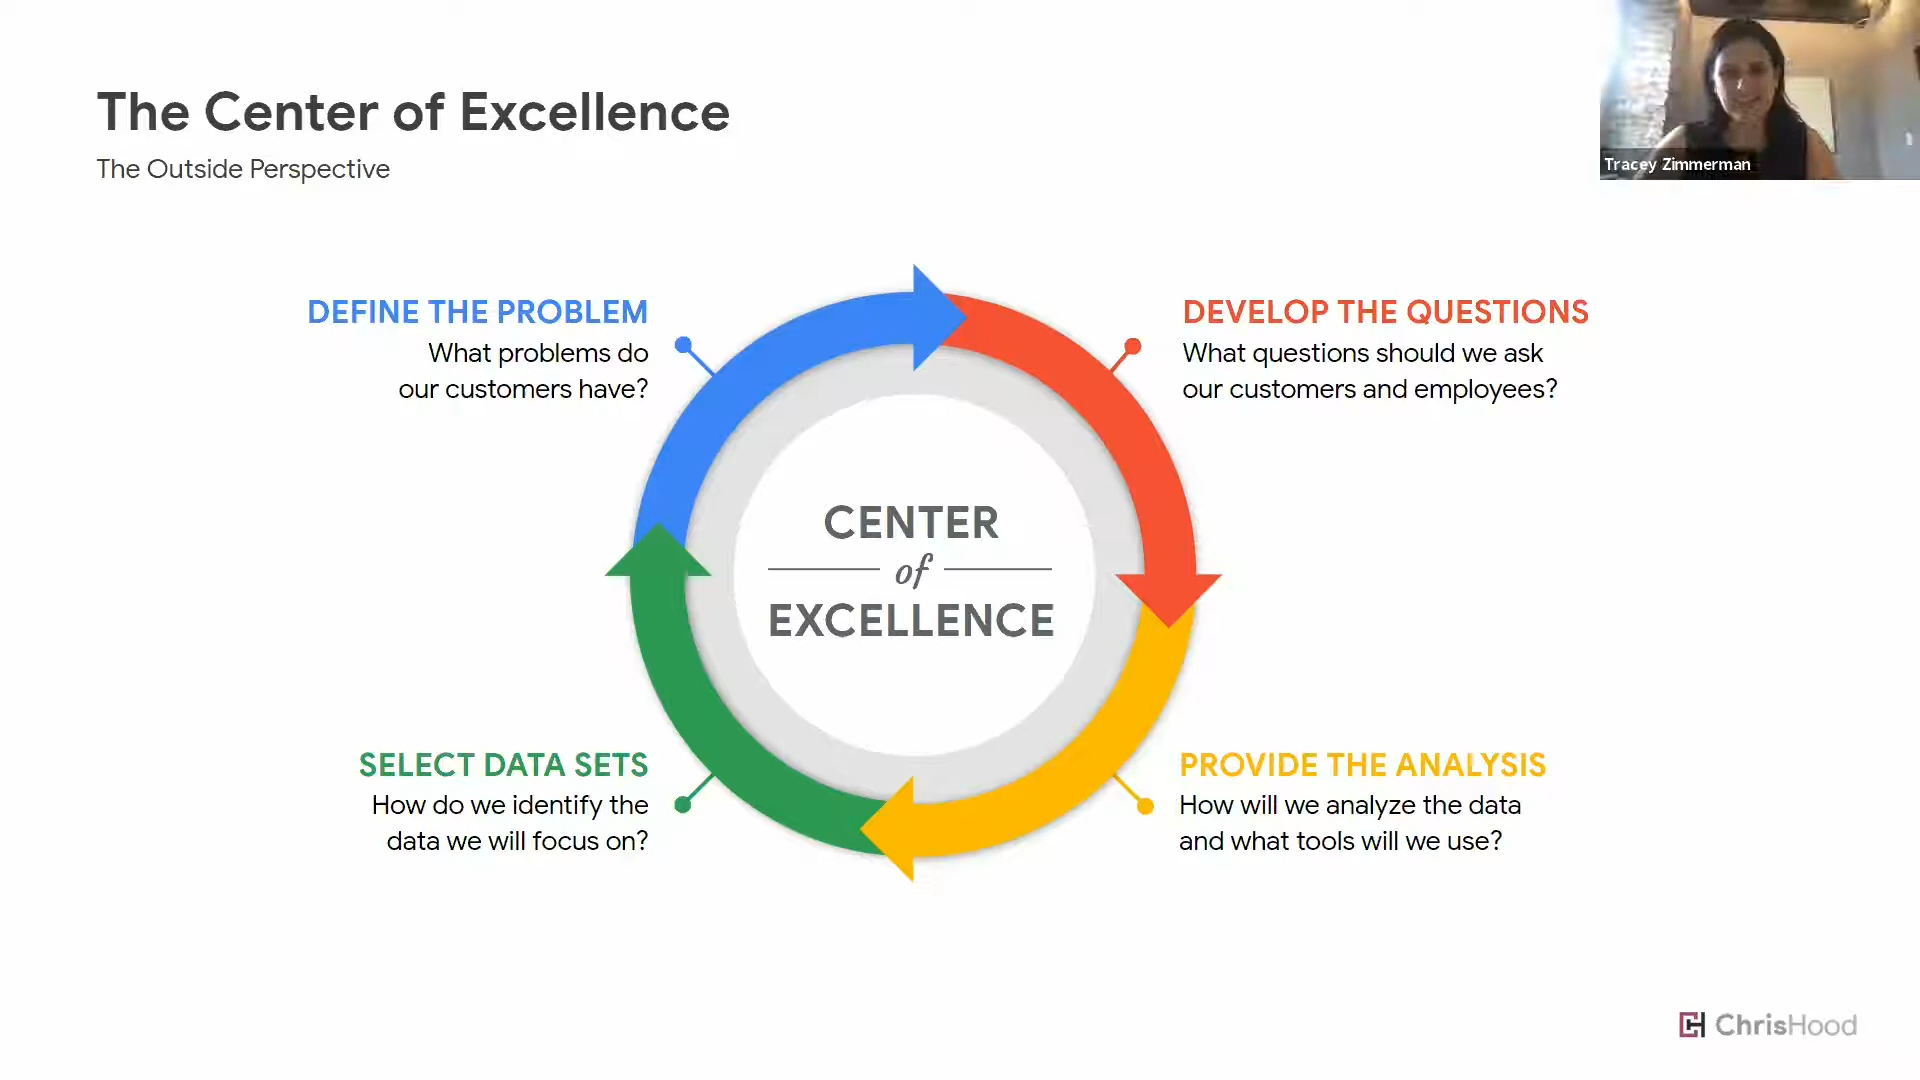 The Center of Excellence
The Outside Perspective
Tracey Zimmerman
DEFINE THE PROBLEM
What problems do
our customers have?
DEVELOP THE QUESTIONS
What questions should we ask
our customers and employees?
CENTER
of
EXCELLENCE
SELECT DATA SETS
How do we identify the
data we will focus on?
PROVIDE THE ANALYSIS
How will we analyze the data
and what tools will we use?
ChrisHood